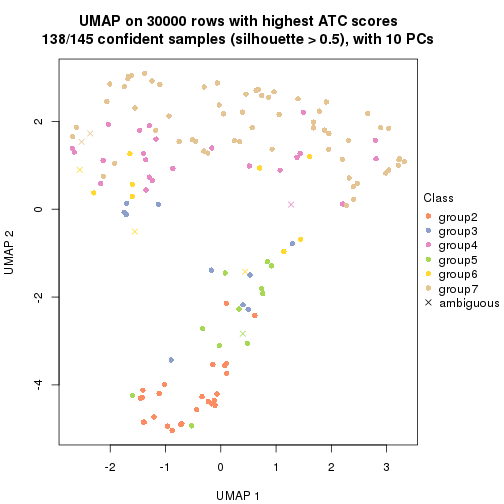 UMAP on 30000 rows with highest ATC scores
138/145 confident samples (silhouette > 0.5), with 10 PCs
2
0
-2
-4
UMAP 2
-2
-1
0
1
2
3
UMAP 1
Class
group2
group3
group4
group5
group6
group7
ambiguous